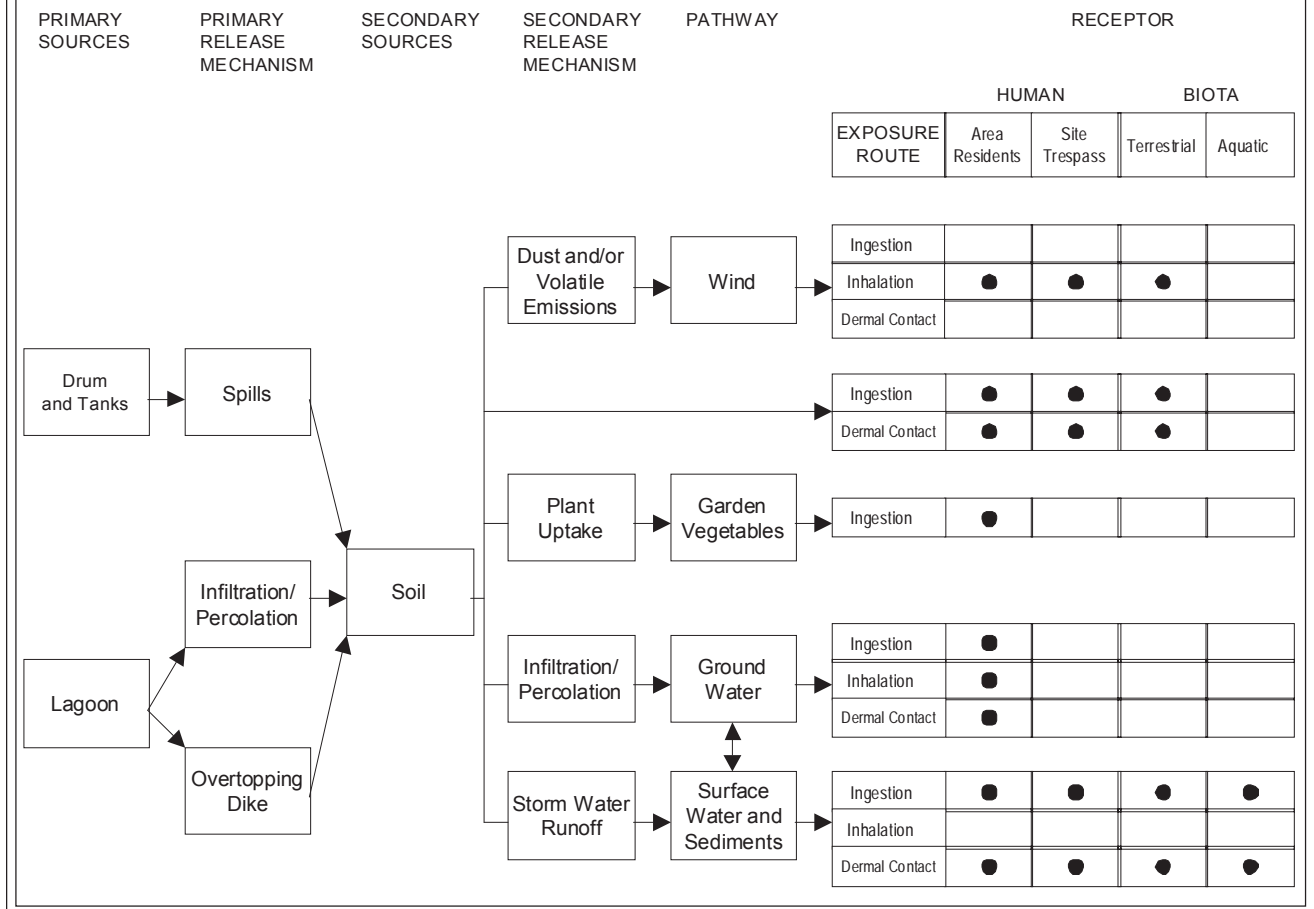 PRIMARY
SOURCES
PRIMARY
RELEASE
MECHANISM
SECONDARY
SOURCES
SECONDARY
RELEASE
MECHANISM
PATHWAY
RECEPTOR
HUMAN
BIOTA
EXPOSURE
ROUTE
Area
Residents
Site
Trespass
Terrestrial
Aquatic
Dust and/or
Volatile
Emissions
Wind
Ingestion
Inhalation
Dermal Contact
Drum
and Tanks
Spills
Ingestion
Dermal Contact
Plant
Uptake
Garden
Vegetables
Ingestion
Infiltration/
Percolation
Soil
Lagoon
Infiltration/
Percolation
Ground
Water
Ingestion
Inhalation
Dermal Contact
Overtopping
Dike
Storm Water
Runoff
Surface
Water and
Sediments
Ingestion
Inhalation
Dermal Contact